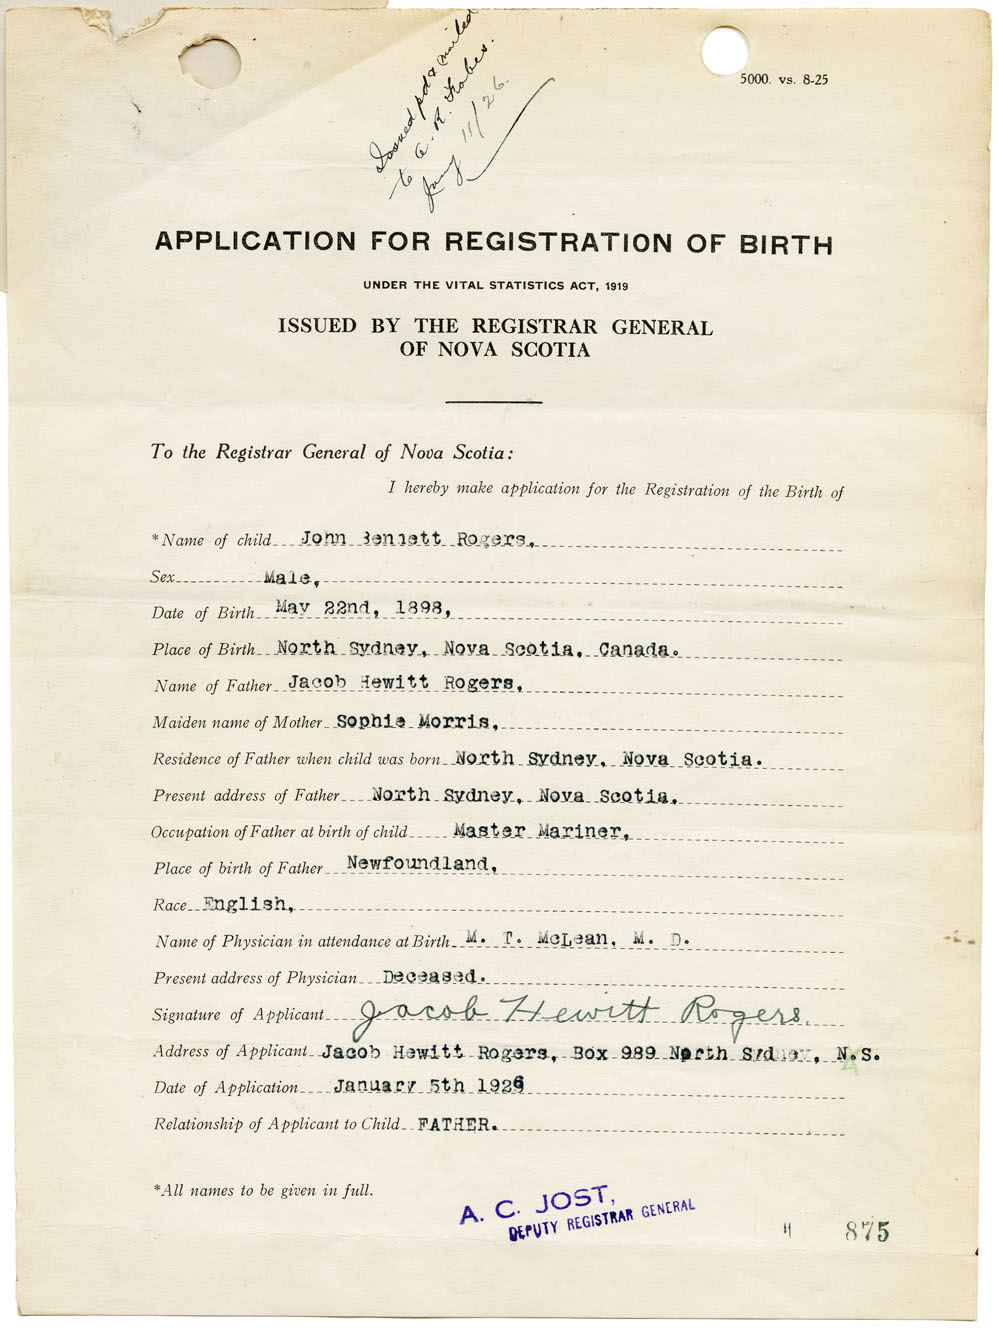 Issued pd & mailed
to A. R. Forbes.
Jany 11/26.
5000. vs. 8-25
APPLICATION FOR REGISTRATION OF BIRTH
UNDER THE VITAL STATISTICS ACT, 1919
ISSUED BY THE REGISTRAR GENERAL
OF NOVA SCOTIA
To the Registrar General of Nova Scotia:
I hereby make application for the Registration of the Birth of
*Name of child John Bennett Rogers,
Sex Male,
Date of Birth May 22nd, 1898,
Place of Birth North Sydney, Nova Scotia, Canada.
Name of Father Jacob Hewitt Rogers,
Maiden name of Mother Sophie Morris,
Residence of Father when child was born North Sydney, Nova Scotia.
Present address of Father North Sydney, Nova Scotia,
Occupation of Father at birth of child Master Mariner,
Place of birth of Father Newfoundland,
Race English,
Name of Physician in attendance at Birth M. T. McLean, M. D.
Present address of Physician Deceased.
Signature of Applicant Jacob Hewitt Rogers.
Address of Applicant Jacob Hewitt Rogers, Box 989 North Sydney, N.S.
Date of Application January 5th 1926
Relationship of Applicant to Child FATHER.
*All names to be given in full.
A. C. JOST,
DEPUTY REGISTRAR GENERAL
875